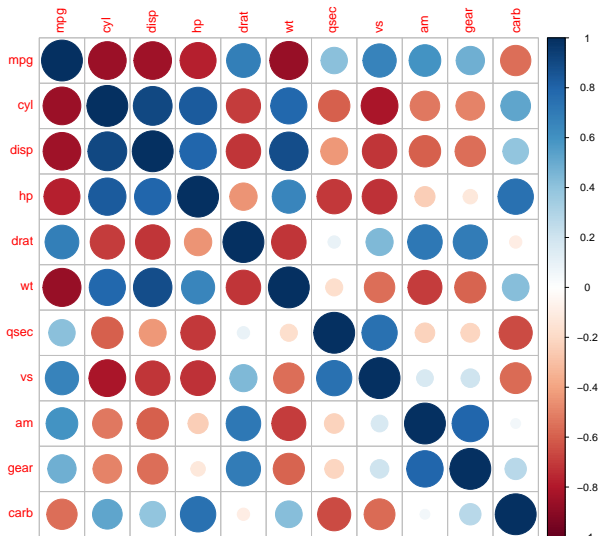 mpg cyl disp hp drat wt qsec vs am gear carb
mpg
cyl
disp
hp
drat
wt
qsec
vs
am
gear
carb
1
0.8
0.6
0.4
0.2
0
−0.2
−0.4
−0.6
−0.8